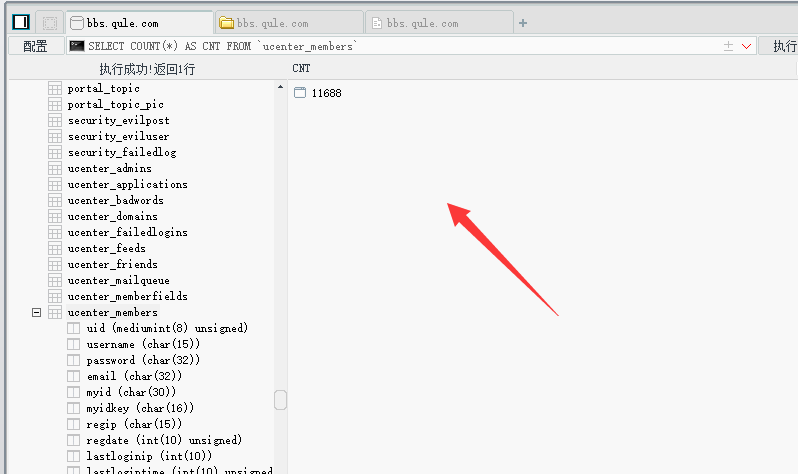 bbs.qule.com
bbs.qule.com
bbs.qule.com
+
配置
SELECT COUNT(*) AS CNT FROM `ucenter_members`
执行
执行成功!返回1行
CNT
11688
portal_topic
portal_topic_pic
security_evilpost
security_eviluser
security_failedlog
ucenter_admins
ucenter_applications
ucenter_badwords
ucenter_domains
ucenter_failedlogins
ucenter_feeds
ucenter_friends
ucenter_mailqueue
ucenter_memberfields
ucenter_members
uid (mediumint(8) unsigned)
username (char(15))
password (char(32))
email (char(32))
myid (char(30))
myidkey (char(16))
regip (char(15))
regdate (int(10) unsigned)
lastloginip (int(10))
lastlogintime (int(10) unsigned